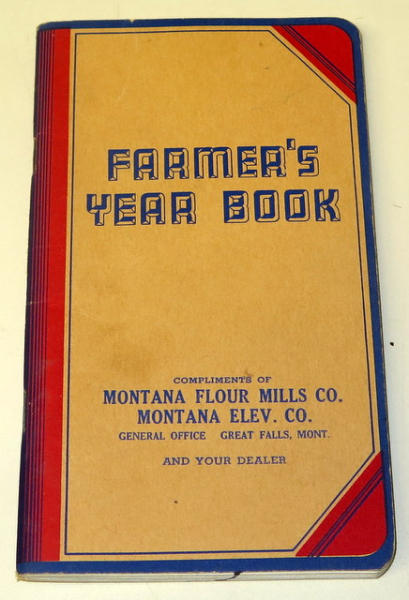 FARMER'S
YEAR BOOK
COMPLIMENTS OF
MONTANA FLOUR MILLS CO.
MONTANA ELEV. CO.
GENERAL OFFICE GREAT FALLS, MONT.
AND YOUR DEALER